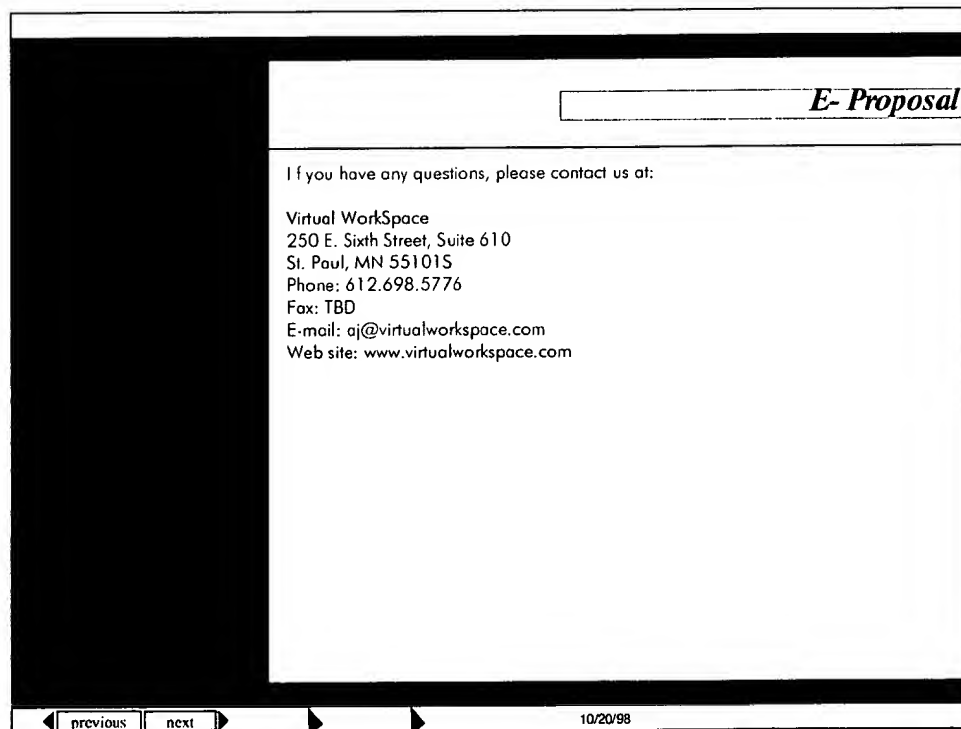 E- Proposal
If you have any questions, please contact us at:
Virtual WorkSpace
250 E. Sixth Street, Suite 610
St. Paul, MN 55101S
Phone: 612.698.5776
Fax: TBD
E-mail: aj@virtualworkspace.com
Web site: www.virtualworkspace.com
previous next 10/20/98